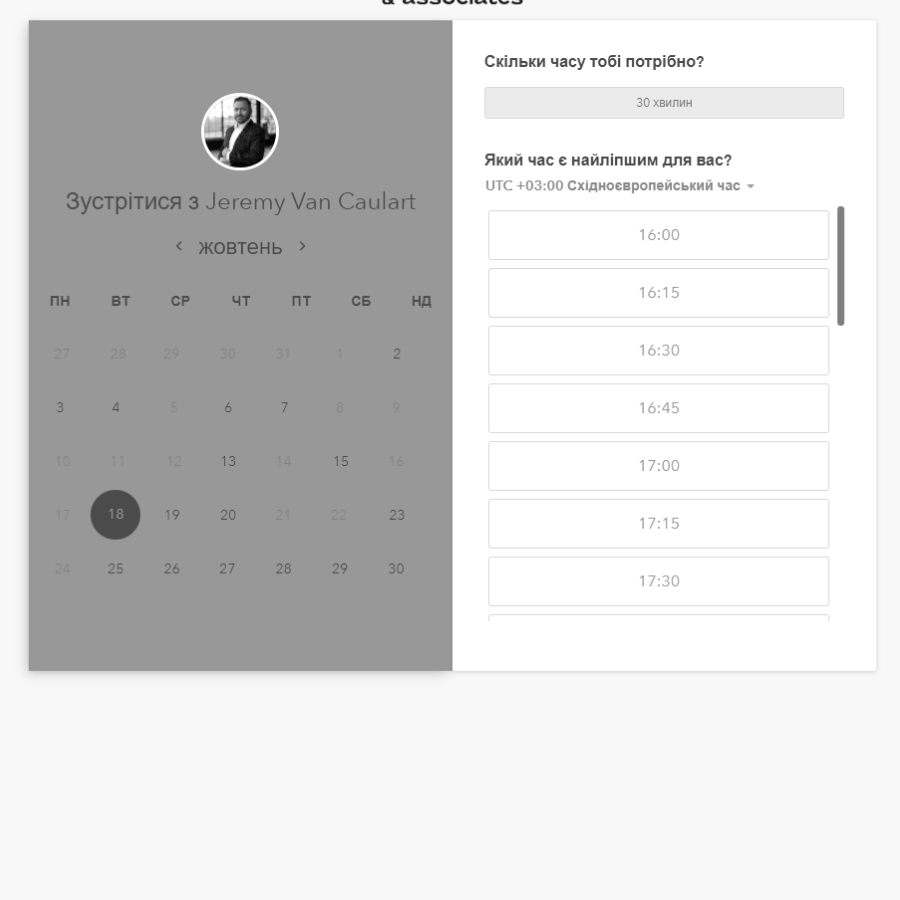 & associates
Зустрітися з Jeremy Van Caulart
жовтень
ПН ВТ СР ЧТ ПТ СБ НД
27 28 29 30 31 1 2
3 4 5 6 7 8 9
10 11 12 13 14 15 16
17 18 19 20 21 22 23
24 25 26 27 28 29 30
Скільки часу тобі потрібно?
30 хвилин
Який час є найліпшим для вас?
UTC +03:00 Східноєвропейський час
16:00
16:15
16:30
16:45
17:00
17:15
17:30